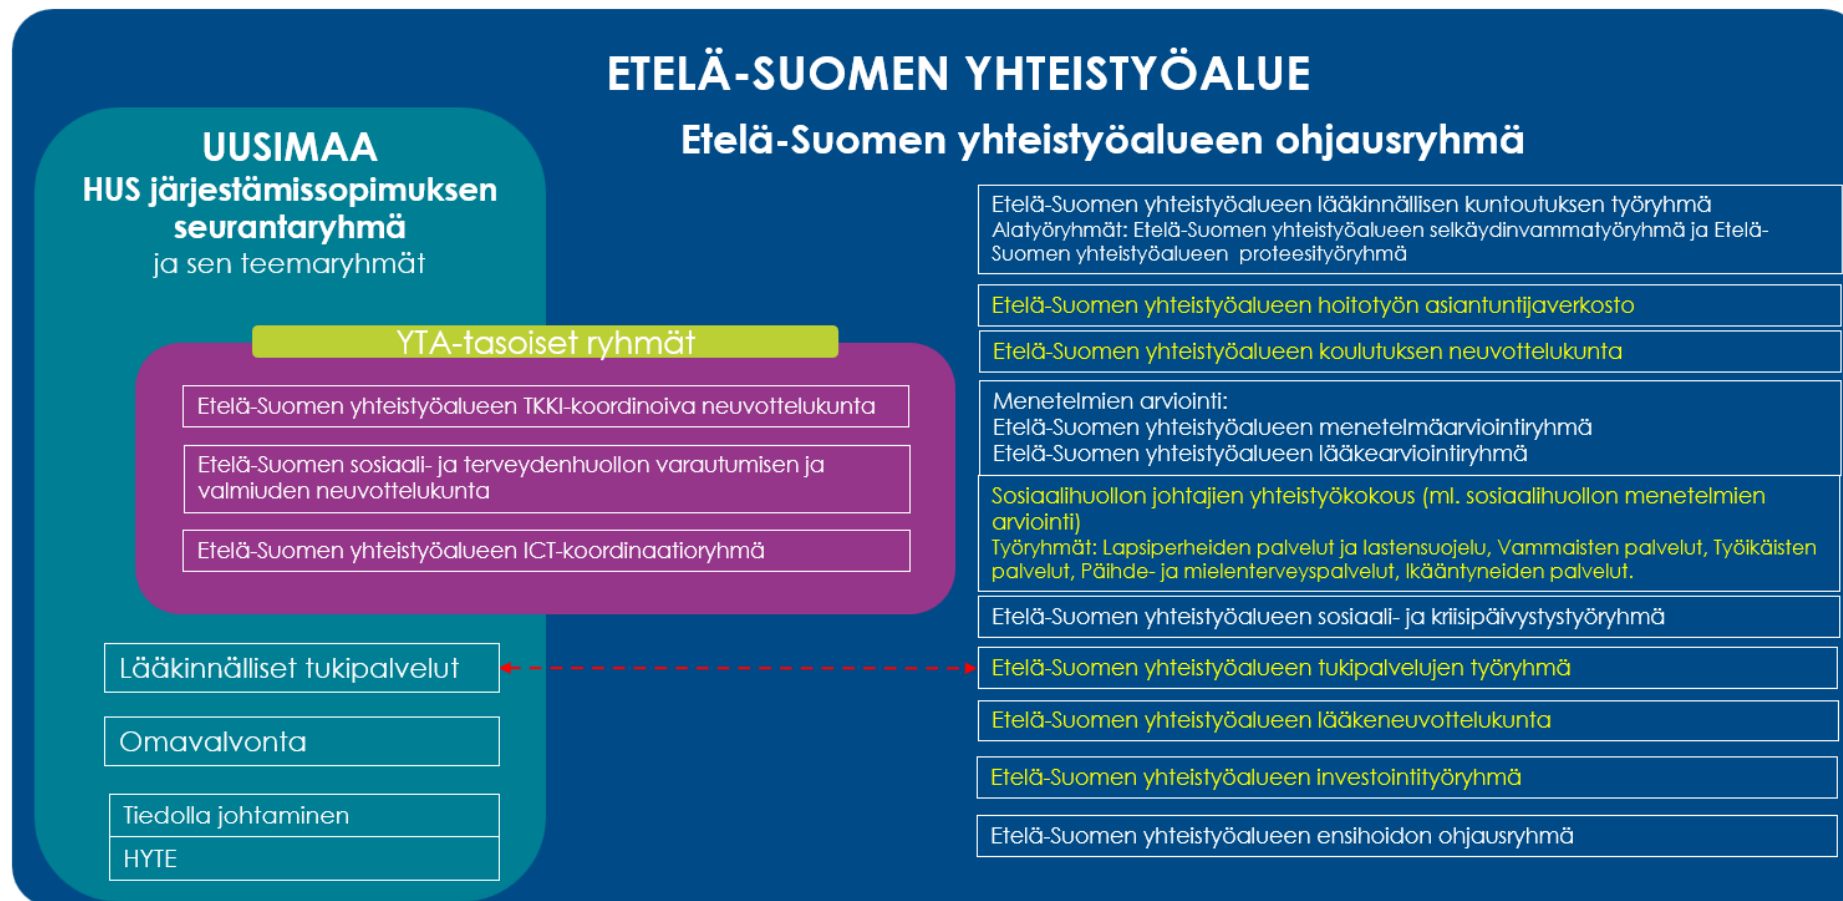 ETELÄ-SUOMEN YHTEISTYÖALUE
Etelä-Suomen yhteistyöalueen ohjausryhmä
UUSIMAA
HUS järjestämissopimuksen
seurantaryhmä
ja sen teemaryhmät
YTA-tasoiset ryhmät
Etelä-Suomen yhteistyöalueen TKKI-koordinoiva neuvottelukunta
Etelä-Suomen sosiaali- ja terveydenhuollon varautumisen ja
valmiuden neuvottelukunta
Etelä-Suomen yhteistyöalueen ICT-koordinaatioryhmä
Lääkinnälliset tukipalvelut
Omavalvonta
Tiedolla johtaminen
HYTE
Etelä-Suomen yhteistyöalueen lääkinnällisen kuntoutuksen työryhmä
Alatyöryhmät: Etelä-Suomen yhteistyöalueen selkäydinvammatyöryhmä ja Etelä-
Suomen yhteistyöalueen proteesityöryhmä
Etelä-Suomen yhteistyöalueen hoitotyön asiantuntijaverkosto
Etelä-Suomen yhteistyöalueen koulutuksen neuvottelukunta
Menetelmien arviointi:
Etelä-Suomen yhteistyöalueen menetelmäarviointiryhmä
Etelä-Suomen yhteistyöalueen lääkearviointiryhmä
Sosiaalihuollon johtajien yhteistyökokous (ml. sosiaalihuollon menetelmien
arviointi)
Työryhmät: Lapsiperheiden palvelut ja lastensuojelu, Vammaisten palvelut, Työikäisten
palvelut, Päihde- ja mielenterveyspalvelut, Ikääntyneiden palvelut.
Etelä-Suomen yhteistyöalueen sosiaali- ja kriisipäivystystyöryhmä
Etelä-Suomen yhteistyöalueen tukipalvelujen työryhmä
Etelä-Suomen yhteistyöalueen lääkeneuvottelukunta
Etelä-Suomen yhteistyöalueen investointityöryhmä
Etelä-Suomen yhteistyöalueen ensihoidon ohjausryhmä